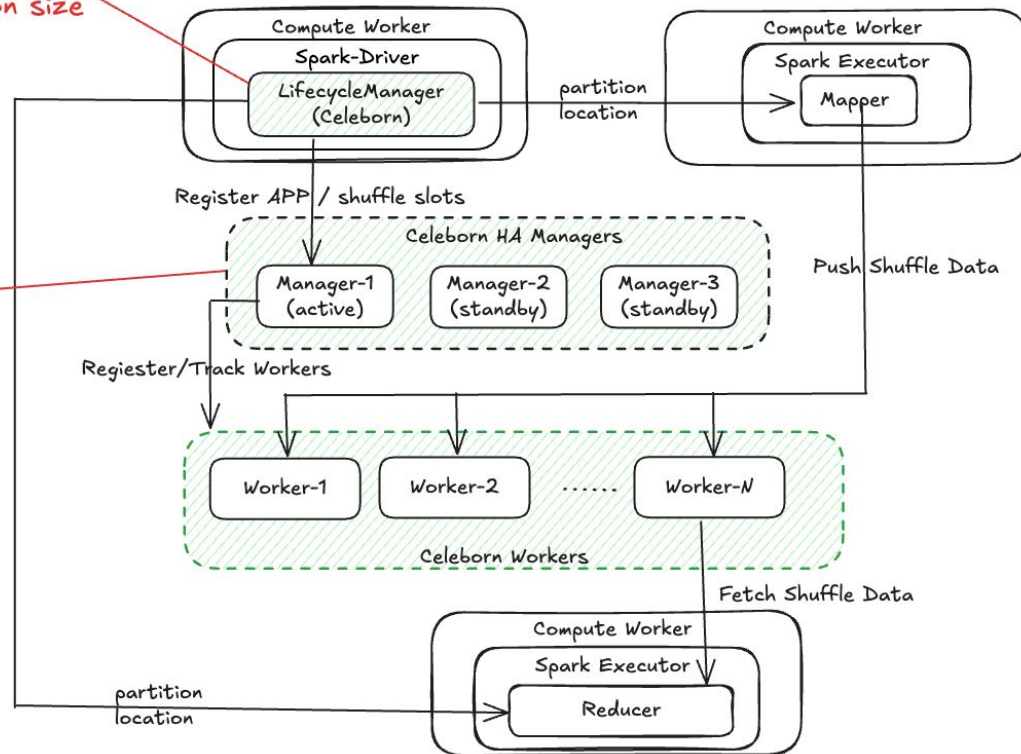 on size
Compute Worker
Spark-Driver
LifecycleManager
(Celeborn)
partition
location
Compute Worker
Spark Executor
Mapper
Register APP / shuffle slots
Celeborn HA Managers
Manager-1
(active)
Manager-2
(standby)
Manager-3
(standby)
Push Shuffle Data
Regiester/Track Workers
Worker-1
Worker-2
......
Worker-N
Celeborn Workers
Fetch Shuffle Data
Compute Worker
Spark Executor
Reducer
partition
location